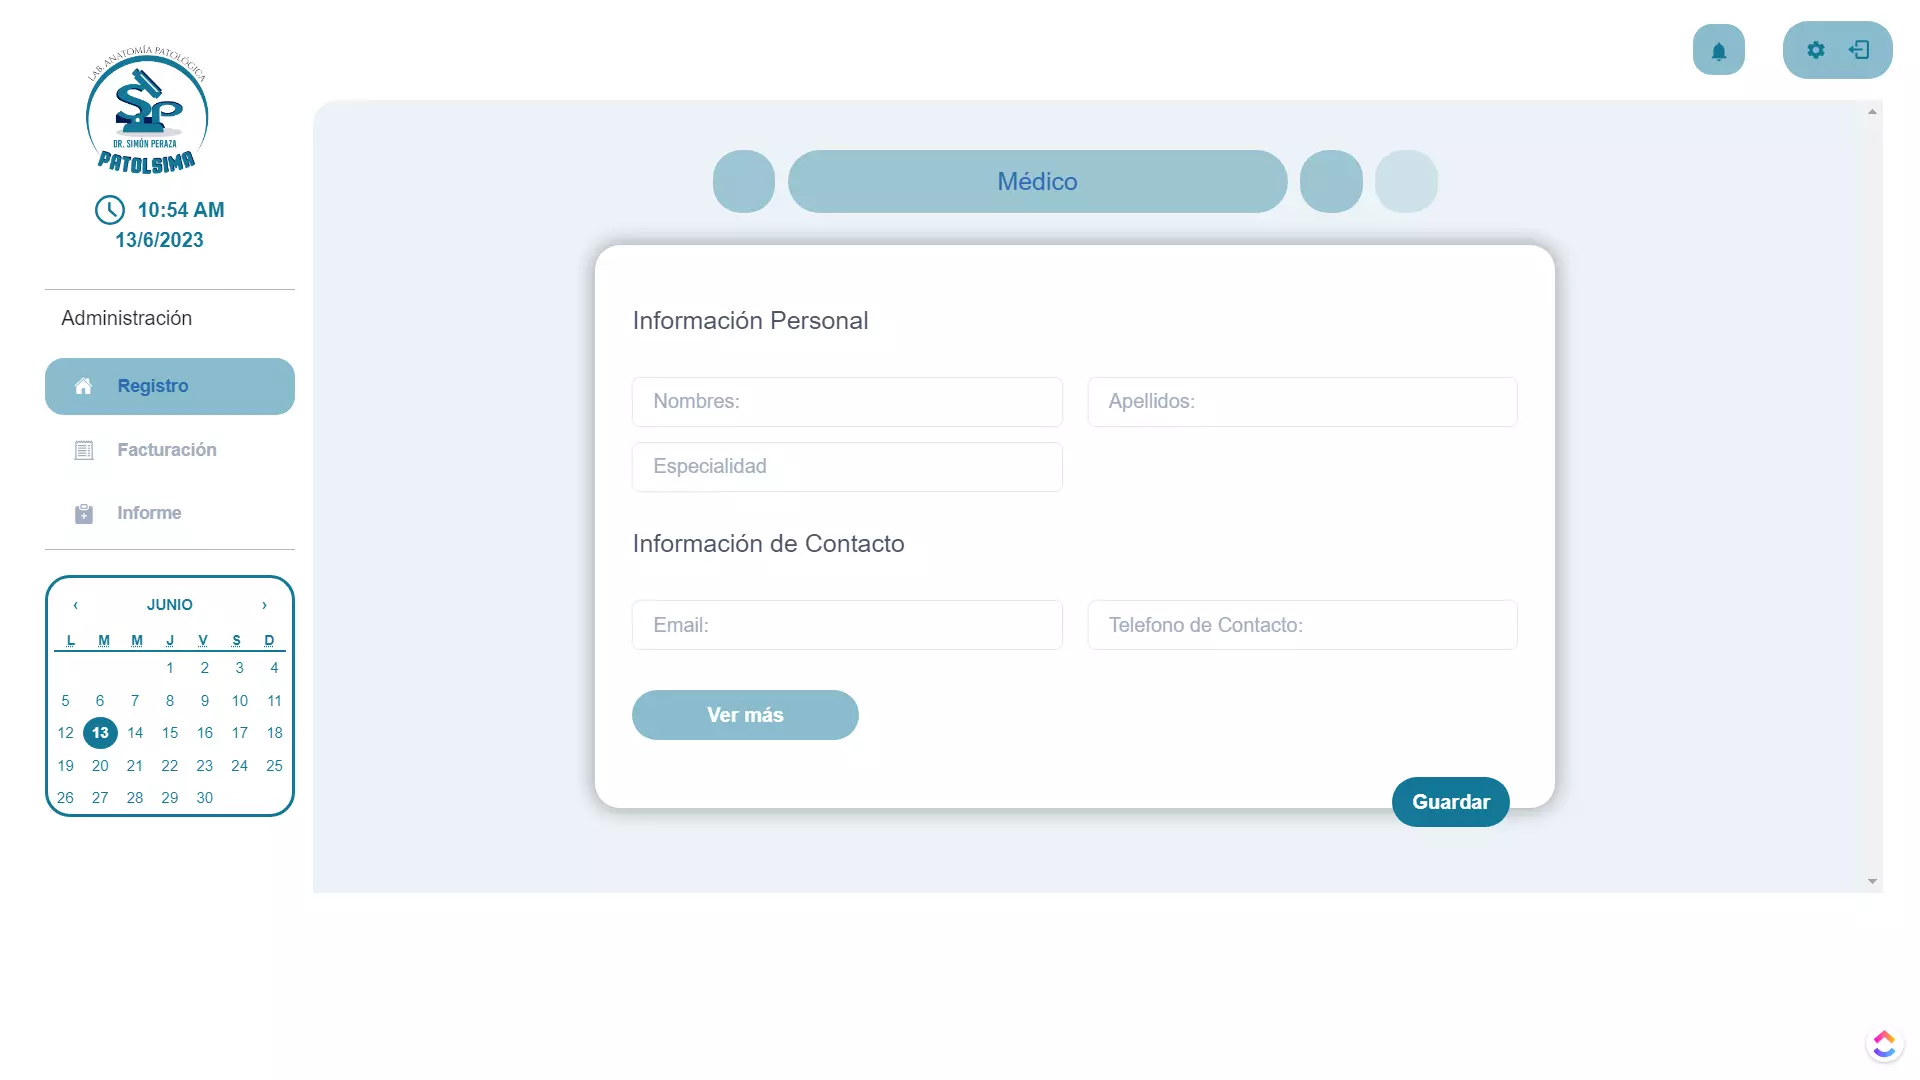 LAB. ANATOMÍA PATOLÓGICA
SP
DR. SIMÓN PERAZA
PATOLSIMA
10:54 AM
13/6/2023
Administración
Registro
Facturación
Informe
‹ JUNIO ›
L M M J V S D
1 2 3 4
5 6 7 8 9 10 11
12 13 14 15 16 17 18
19 20 21 22 23 24 25
26 27 28 29 30
Médico
Información Personal
Nombres: Apellidos:
Especialidad
Información de Contacto
Email: Telefono de Contacto:
Ver más
Guardar